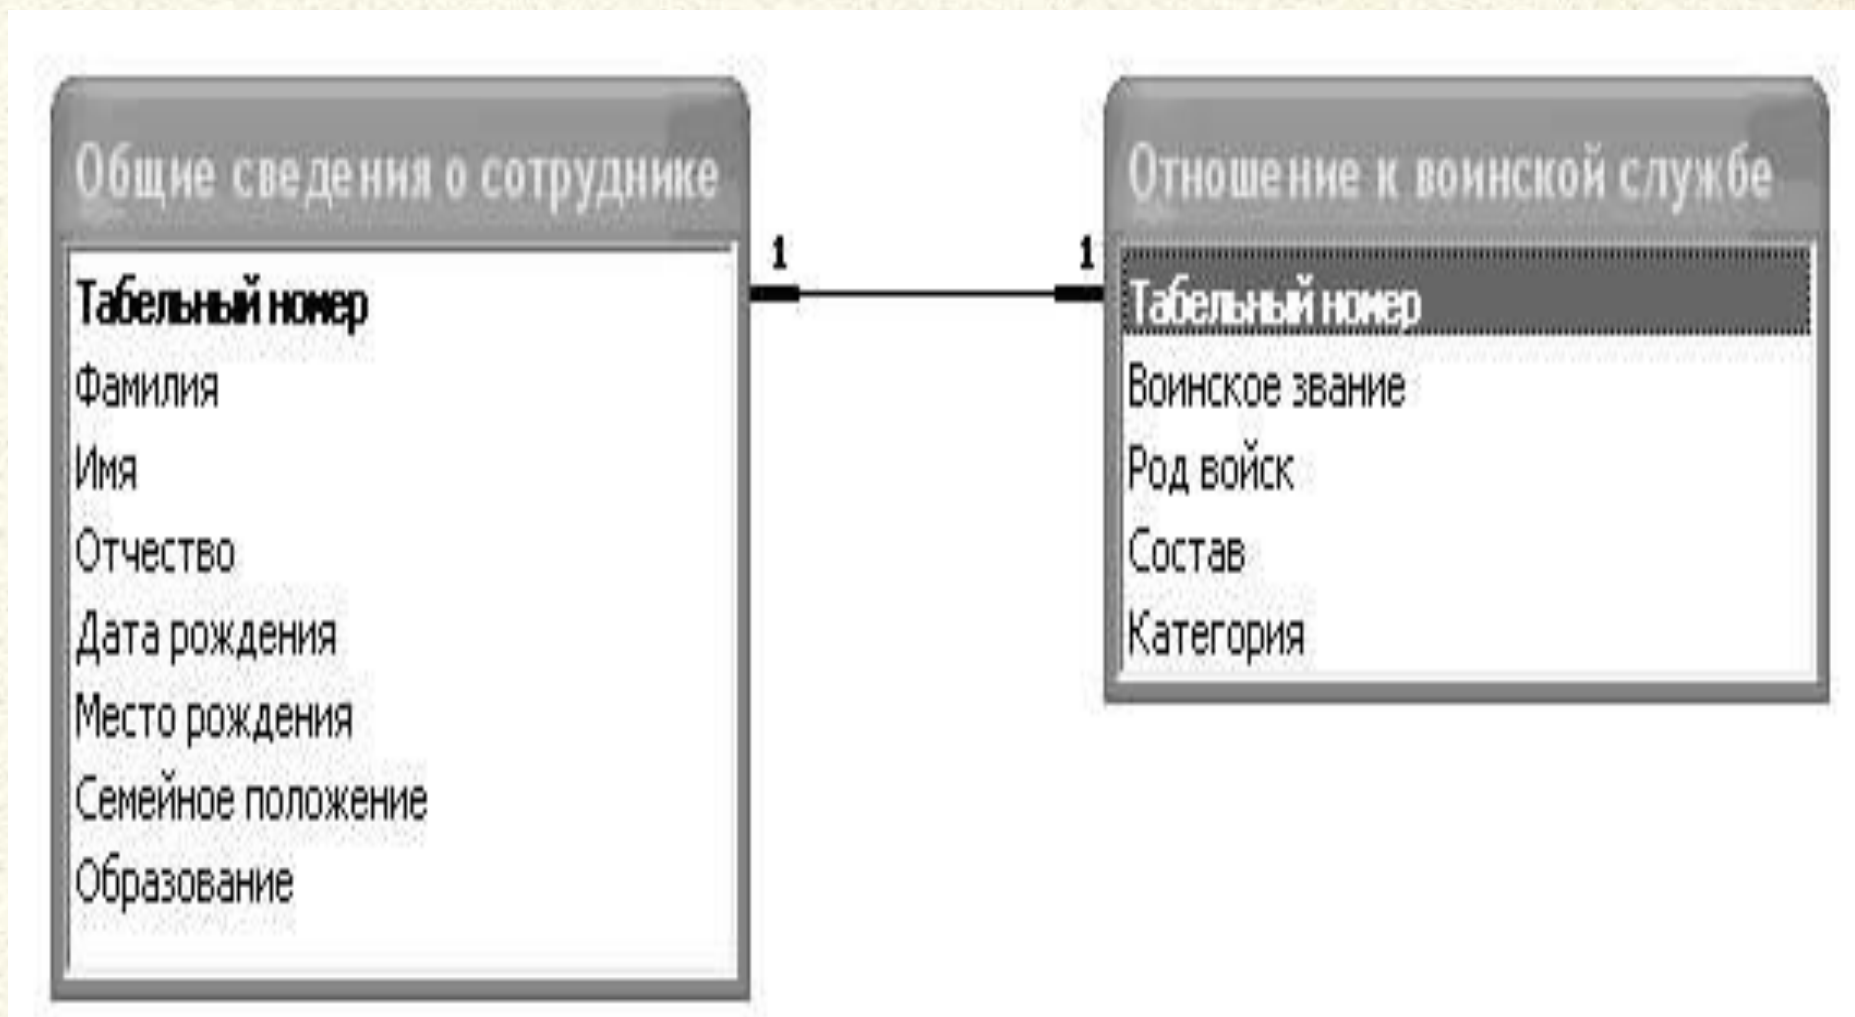 Общие сведения о сотруднике
Табельный номер
Фамилия
Имя
Отчество
Дата рождения
Место рождения
Семейное положение
Образование
1
1
Отношение к воинской службе
Табельный номер
Воинское звание
Род войск
Состав
Категория